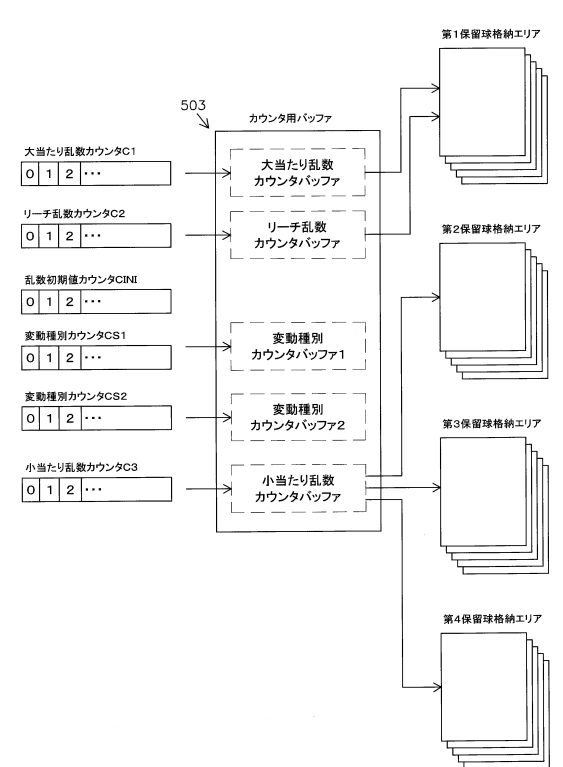 第1保留球格納エリア
503
カウンタ用バッファ
大当たり乱数カウンタC1
0 1 2 ･･･
大当たり乱数
カウンタバッファ
リーチ乱数カウンタC2
0 1 2 ･･･
リーチ乱数
カウンタバッファ
第2保留球格納エリア
乱数初期値カウンタCINI
0 1 2 ･･･
変動種別カウンタCS1
0 1 2 ･･･
変動種別
カウンタバッファ1
変動種別カウンタCS2
0 1 2 ･･･
変動種別
カウンタバッファ2
第3保留球格納エリア
小当たり乱数カウンタC3
0 1 2 ･･･
小当たり乱数
カウンタバッファ
第4保留球格納エリア